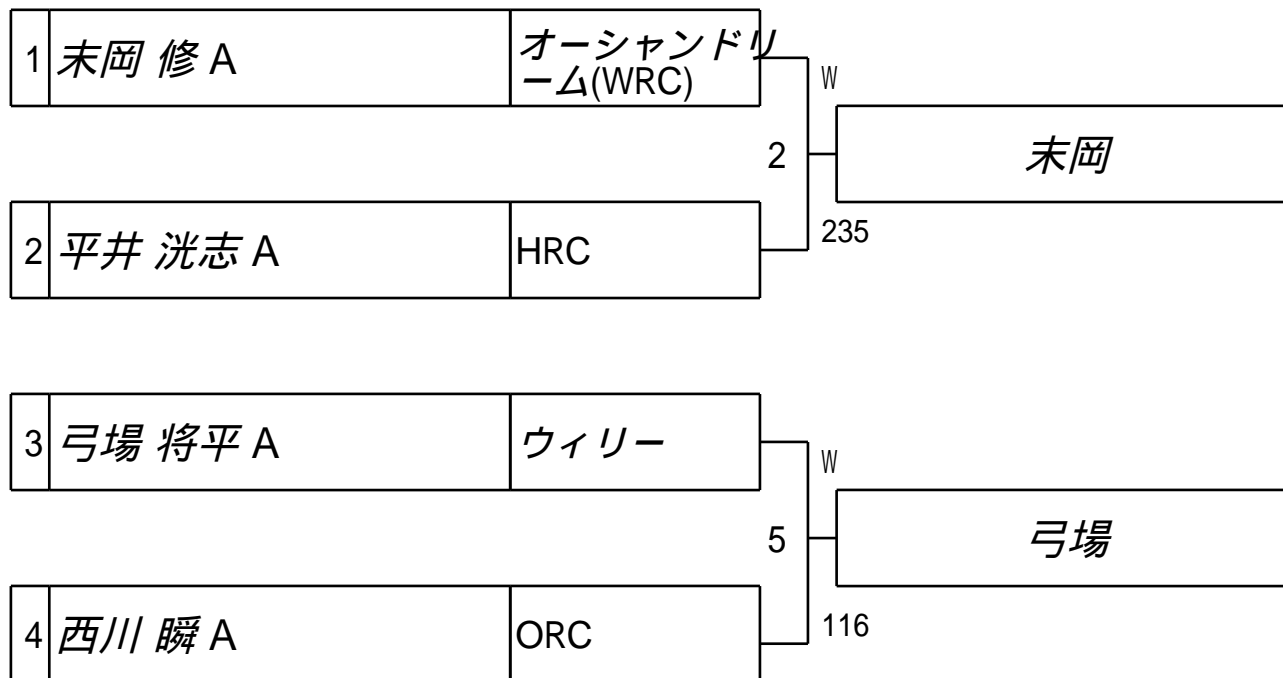 1 末岡 修 A オーシャンドリ
ーム(WRC)
W
2 末岡
2 平井 洸志 A HRC 235
3 弓場 将平 A ウィリー
W
5 弓場
4 西川 瞬 A ORC 116